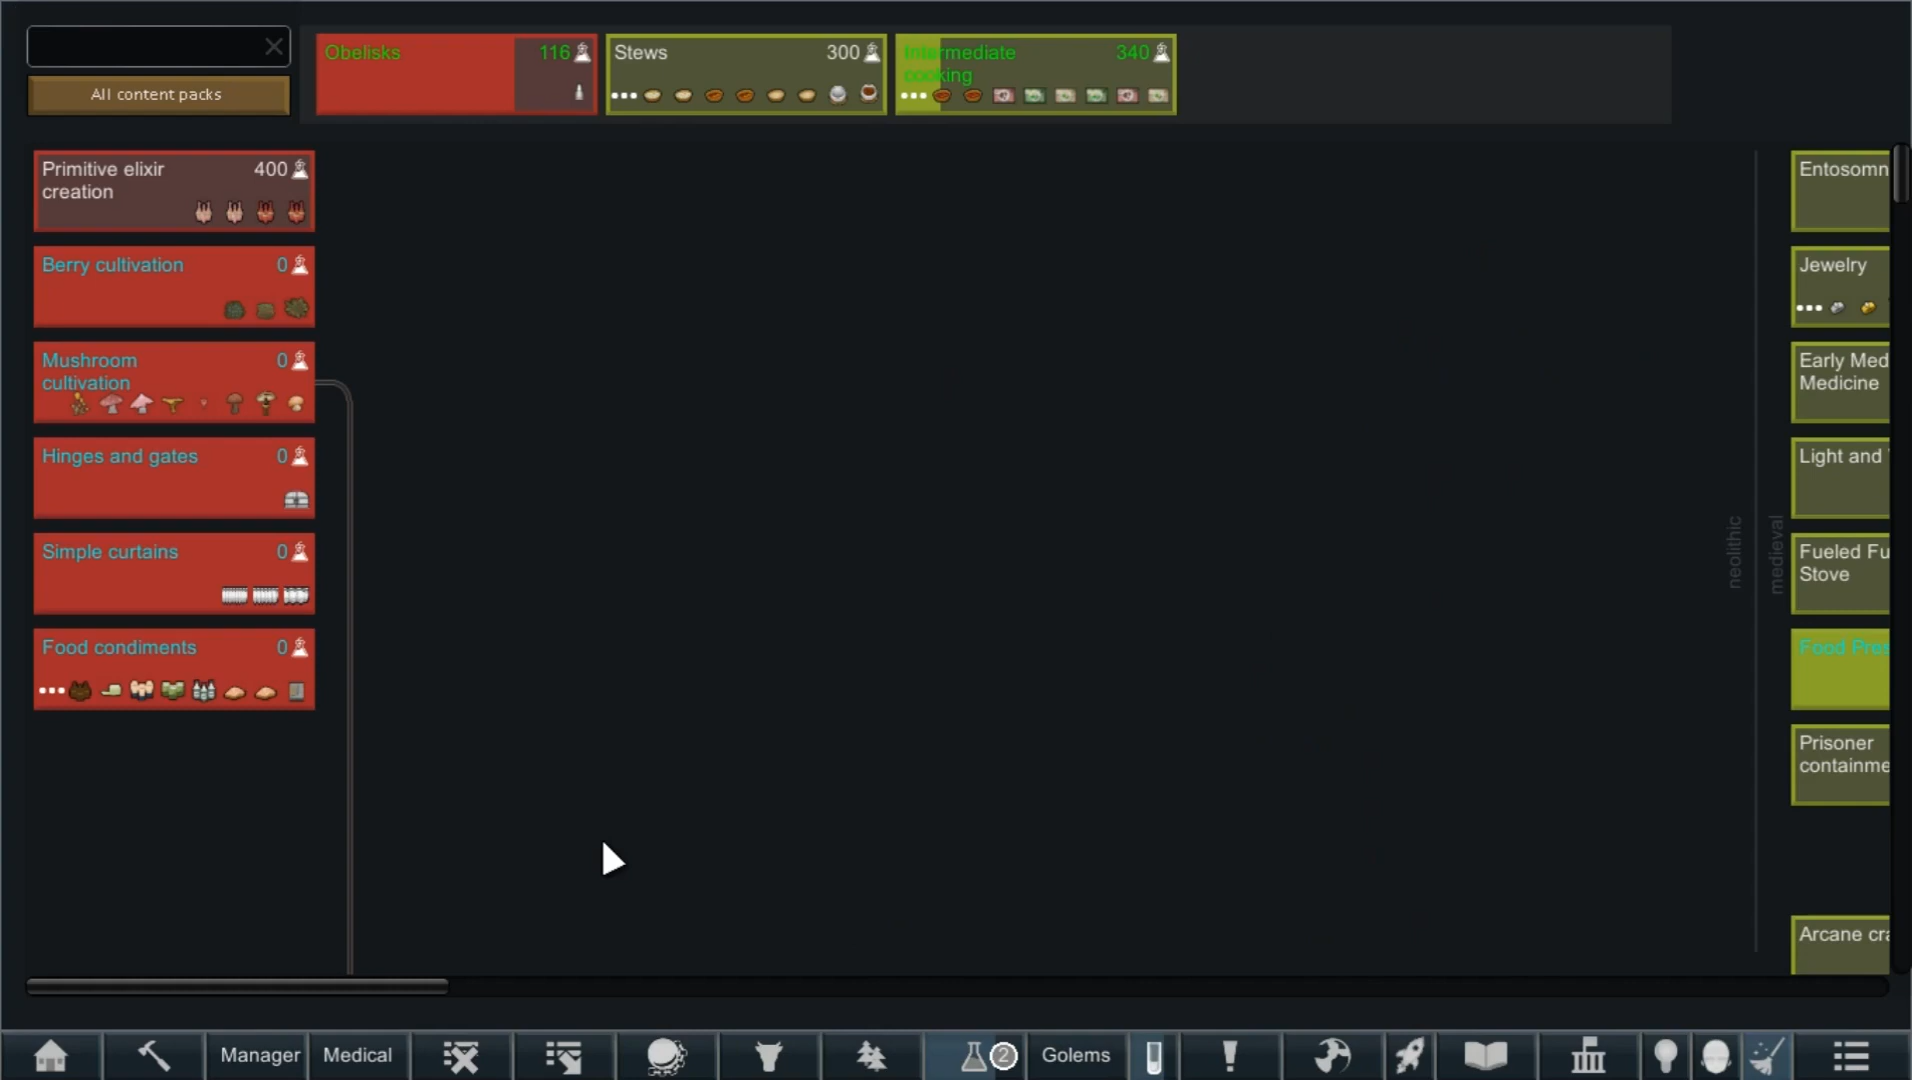 Obelisks 116
Stews 300
Intermediate 340
cooking
All content packs
Primitive elixir 400
creation
Berry cultivation 0
Mushroom 0
cultivation
Hinges and gates 0
Simple curtains 0
Food condiments 0
neolithic
medieval
Entosomn
Jewelry
Early Med
Medicine
Light and
Fueled Fu
Stove
Food Pres
Prisoner
containme
Arcane cra
Manager
Medical
2
Golems